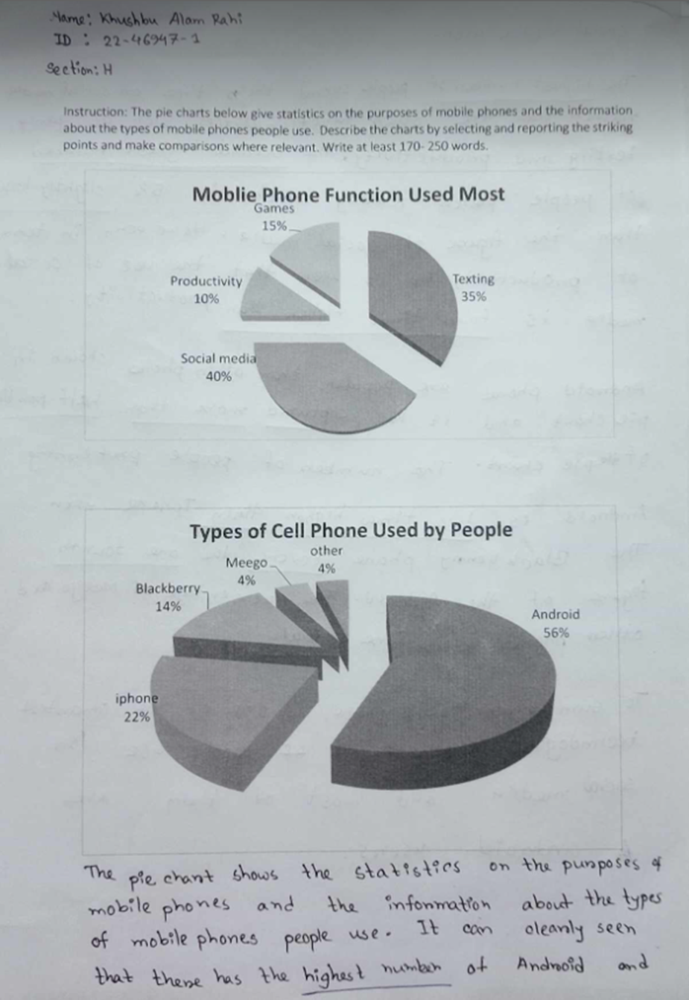 Name: Khushbu Alam Rahi
ID : 22-46947-1
Section: H
Instruction: The pie charts below give statistics on the purposes of mobile phones and the information
about the types of mobile phones people use. Describe the charts by selecting and reporting the striking
points and make comparisons where relevant. Write at least 170- 250 words.
Moblie Phone Function Used Most
Games
15%
Productivity
10%
Texting
35%
Social media
40%
Types of Cell Phone Used by People
other
4%
Meego
4%
Blackberry
14%
Android
56%
iphone
22%
The pie chart shows the statistics on the purposes of
mobile phones and the information about the types
of mobile phones people use. It can clearly seen
that there has the highest number of Android and